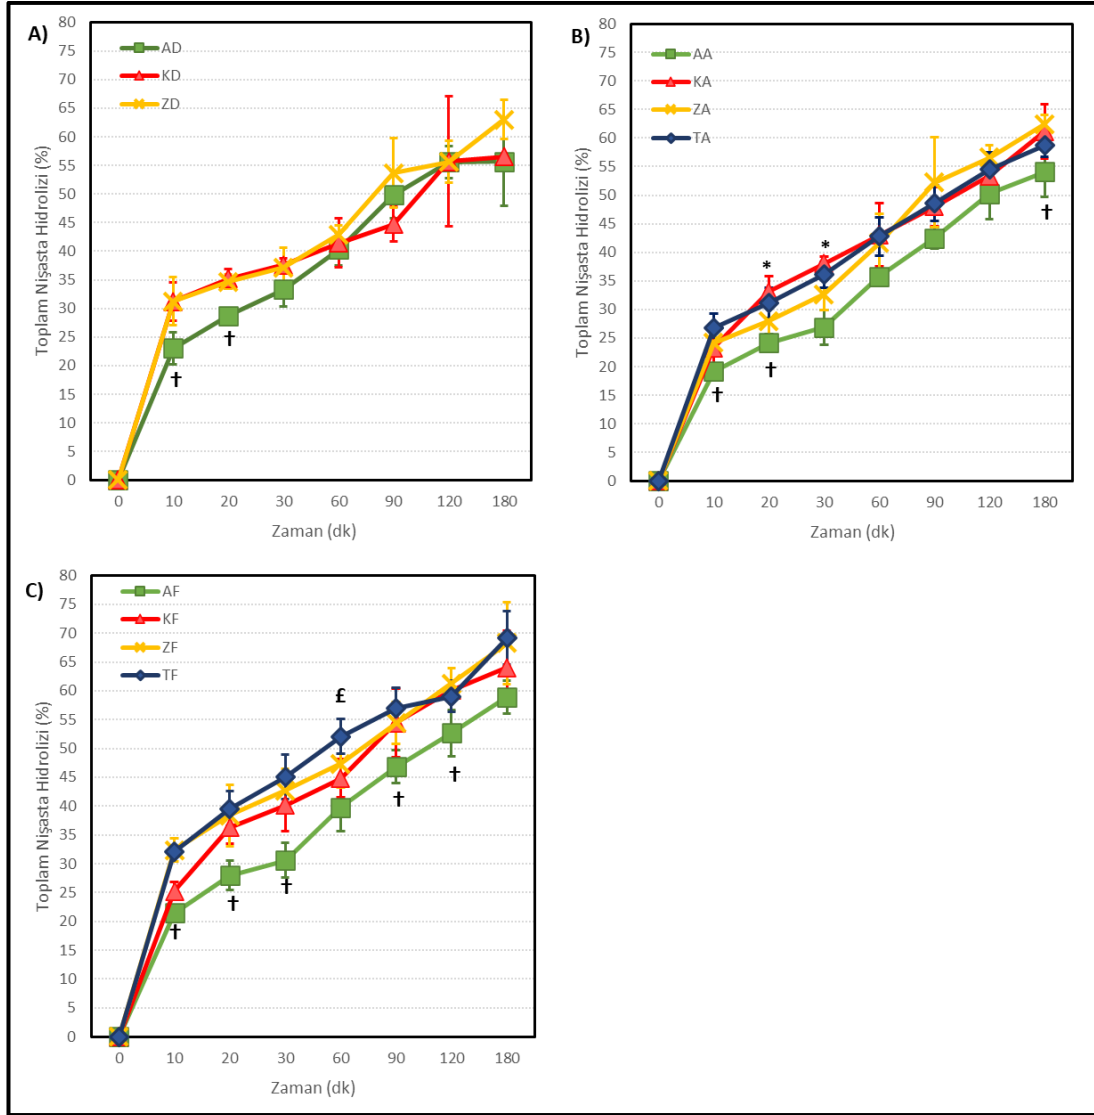 A)
AD
KD
ZD
Toplam Nişasta Hidrolizi (%)
80
75
70
65
60
55
50
45
40
35
30
25
20
15
10
5
0
†
†
0 10 20 30 60 90 120 180
Zaman (dk)
B)
AA
KA
ZA
TA
Toplam Nişasta Hidrolizi (%)
80
75
70
65
60
55
50
45
40
35
30
25
20
15
10
5
0
* *
† † †
0 10 20 30 60 90 120 180
Zaman (dk)
C)
AF
KF
ZF
TF
Toplam Nişasta Hidrolizi (%)
80
75
70
65
60
55
50
45
40
35
30
25
20
15
10
5
0
£
† † † † †
0 10 20 30 60 90 120 180
Zaman (dk)